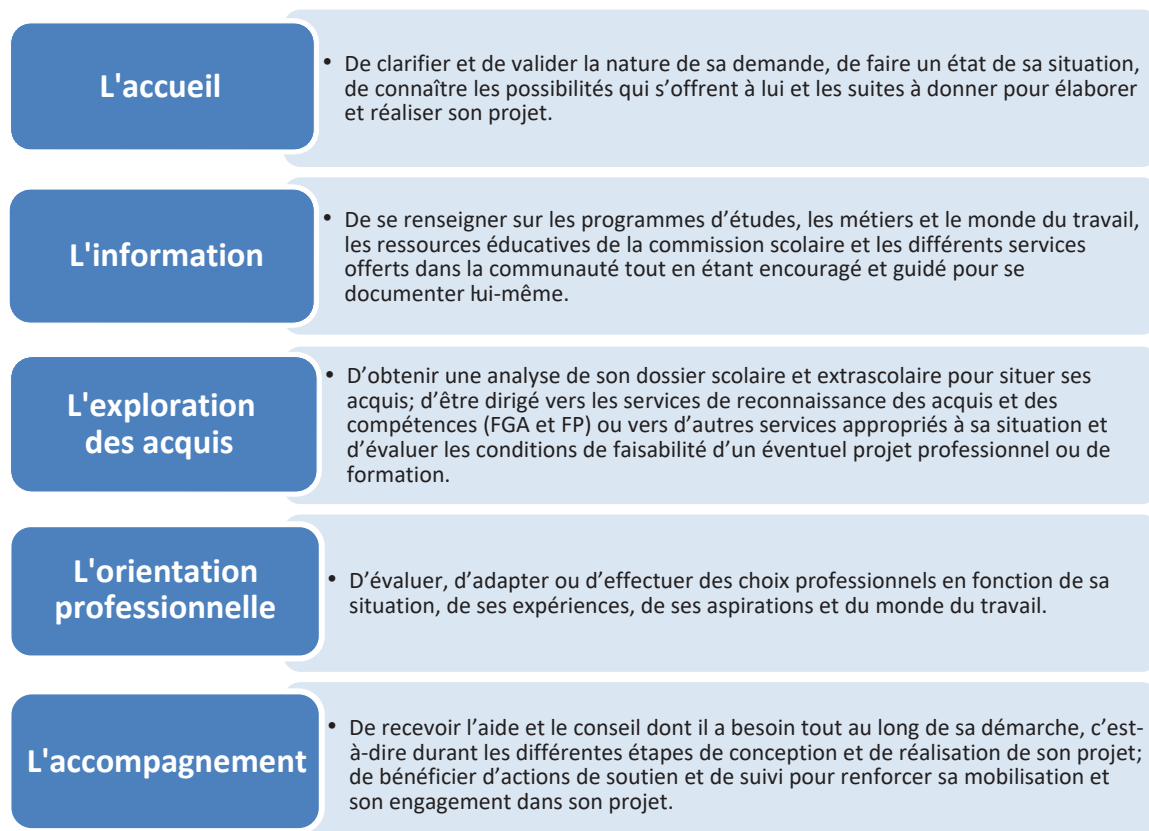 L'accueil
• De clarifier et de valider la nature de sa demande, de faire un état de sa situation,
de connaître les possibilités qui s’offrent à lui et les suites à donner pour élaborer
et réaliser son projet.
L'information
• De se renseigner sur les programmes d’études, les métiers et le monde du travail,
les ressources éducatives de la commission scolaire et les différents services
offerts dans la communauté tout en étant encouragé et guidé pour se
documenter lui-même.
L'exploration
des acquis
• D’obtenir une analyse de son dossier scolaire et extrascolaire pour situer ses
acquis; d’être dirigé vers les services de reconnaissance des acquis et des
compétences (FGA et FP) ou vers d’autres services appropriés à sa situation et
d’évaluer les conditions de faisabilité d’un éventuel projet professionnel ou de
formation.
L'orientation
professionnelle
• D’évaluer, d’adapter ou d’effectuer des choix professionnels en fonction de sa
situation, de ses expériences, de ses aspirations et du monde du travail.
L'accompagnement
• De recevoir l’aide et le conseil dont il a besoin tout au long de sa démarche, c’est-
à-dire durant les différentes étapes de conception et de réalisation de son projet;
de bénéficier d’actions de soutien et de suivi pour renforcer sa mobilisation et
son engagement dans son projet.